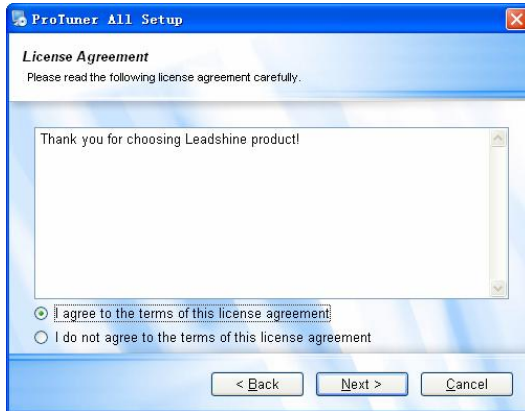 ProTuner All Setup
License Agreement
Please read the following license agreement carefully.
Thank you for choosing Leadshine product!
I agree to the terms of this license agreement
I do not agree to the terms of this license agreement
< Back
Next >
Cancel